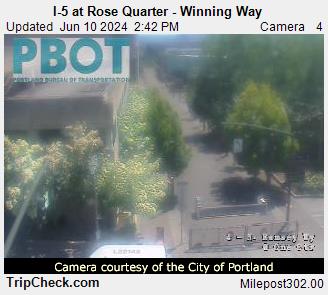 I-5 at Rose Quarter - Winning Way
Updated Jun 10 2024 2:42 PM Camera 4
PBOT
PORTLAND BUREAU OF TRANSPORTATION
Camera courtesy of the City of Portland
TripCheck.com Milepost302.00